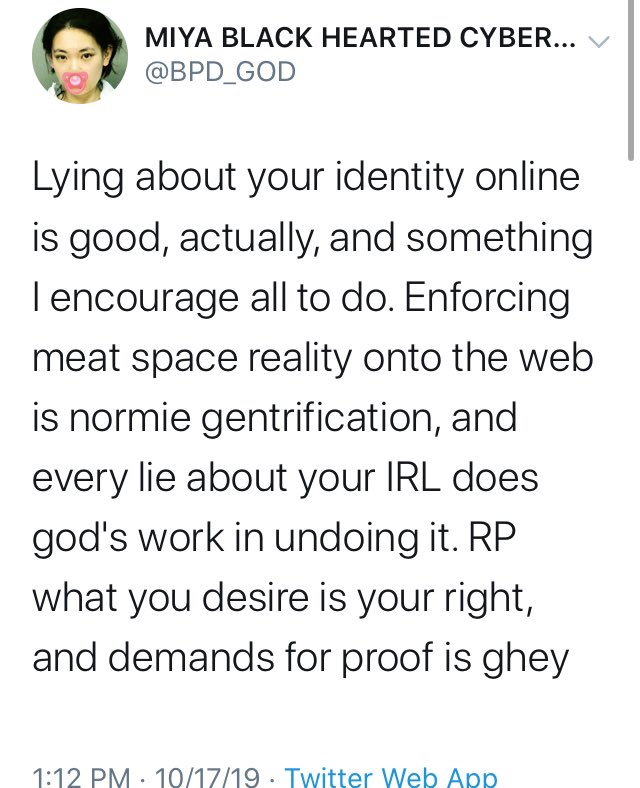 MIYA BLACK HEARTED CYBER...
@BPD_GOD
Lying about your identity online
is good, actually, and something
I encourage all to do. Enforcing
meat space reality onto the web
is normie gentrification, and
every lie about your IRL does
god's work in undoing it. RP
what you desire is your right,
and demands for proof is ghey
1:12 PM · 10/17/19 · Twitter Web App